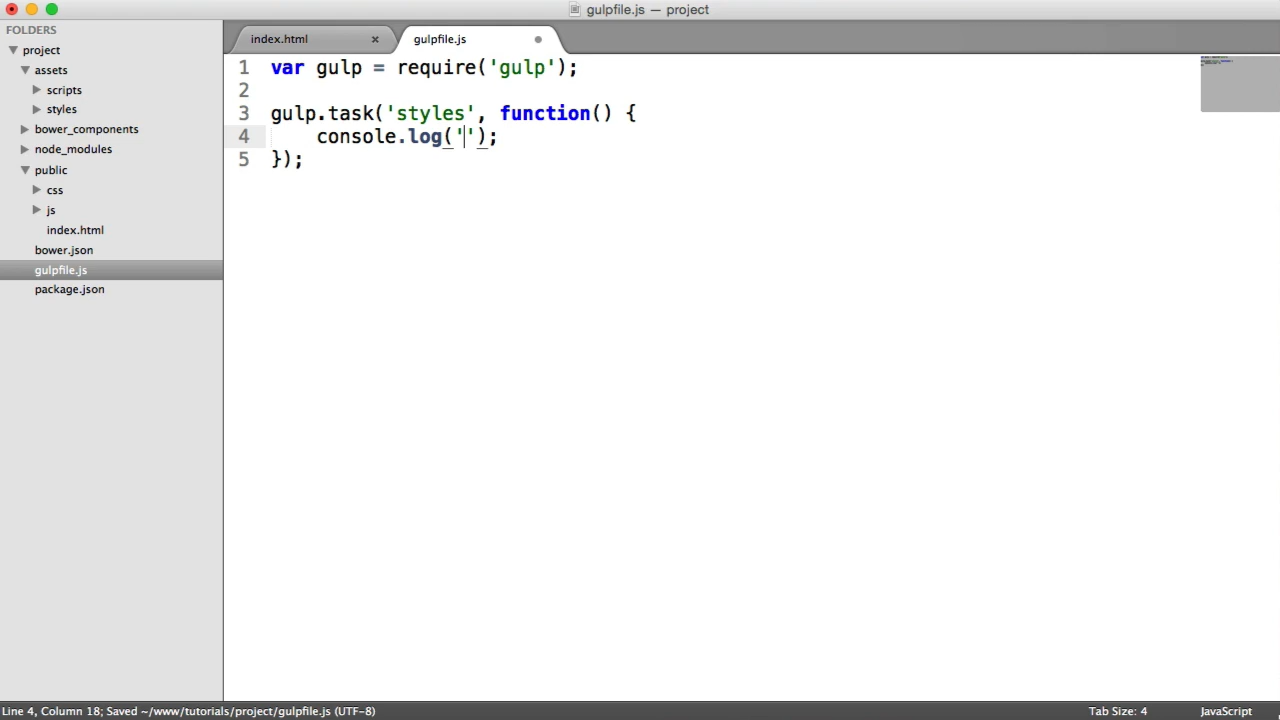 gulpfile.js — project
FOLDERS
project
assets
scripts
styles
bower_components
node_modules
public
css
js
index.html
bower.json
gulpfile.js
package.json
index.html ×
gulpfile.js
1 var gulp = require('gulp');
2
3 gulp.task('styles', function() {
4 console.log('');
5 });
Line 4, Column 18; Saved ~/www/tutorials/project/gulpfile.js (UTF-8)
Tab Size: 4
JavaScript